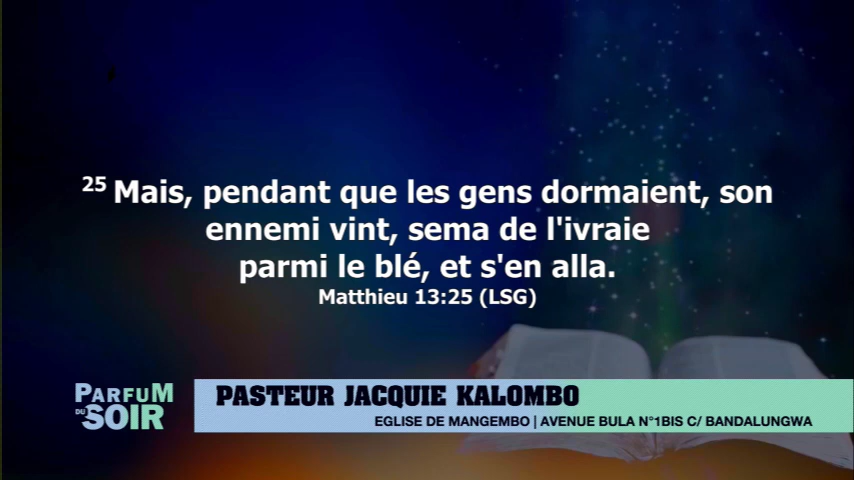 25 Mais, pendant que les gens dormaient, son
ennemi vint, sema de l'ivraie
parmi le blé, et s'en alla.
Matthieu 13:25 (LSG)
PARFUM
DU SOIR
PASTEUR JACQUIE KALOMBO
EGLISE DE MANGEMBO | AVENUE BULA N°1BIS C/ BANDALUNGWA